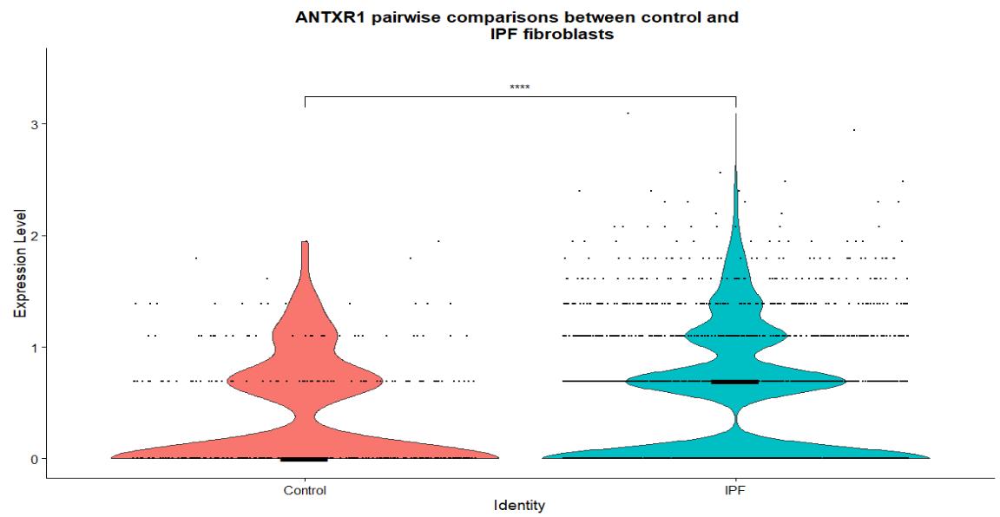 ANTXR1 pairwise comparisons between control and
IPF fibroblasts
****
3
2
1
0
Expression Level
Control
IPF
Identity